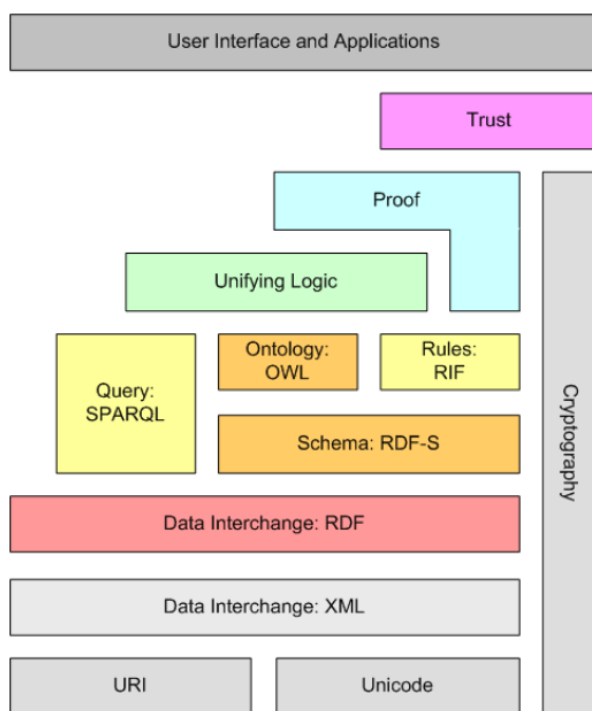 User Interface and Applications
Trust
Proof
Unifying Logic
Ontology:
OWL
Rules:
RIF
Query:
SPARQL
Schema: RDF-S
Cryptography
Data Interchange: RDF
Data Interchange: XML
URI
Unicode